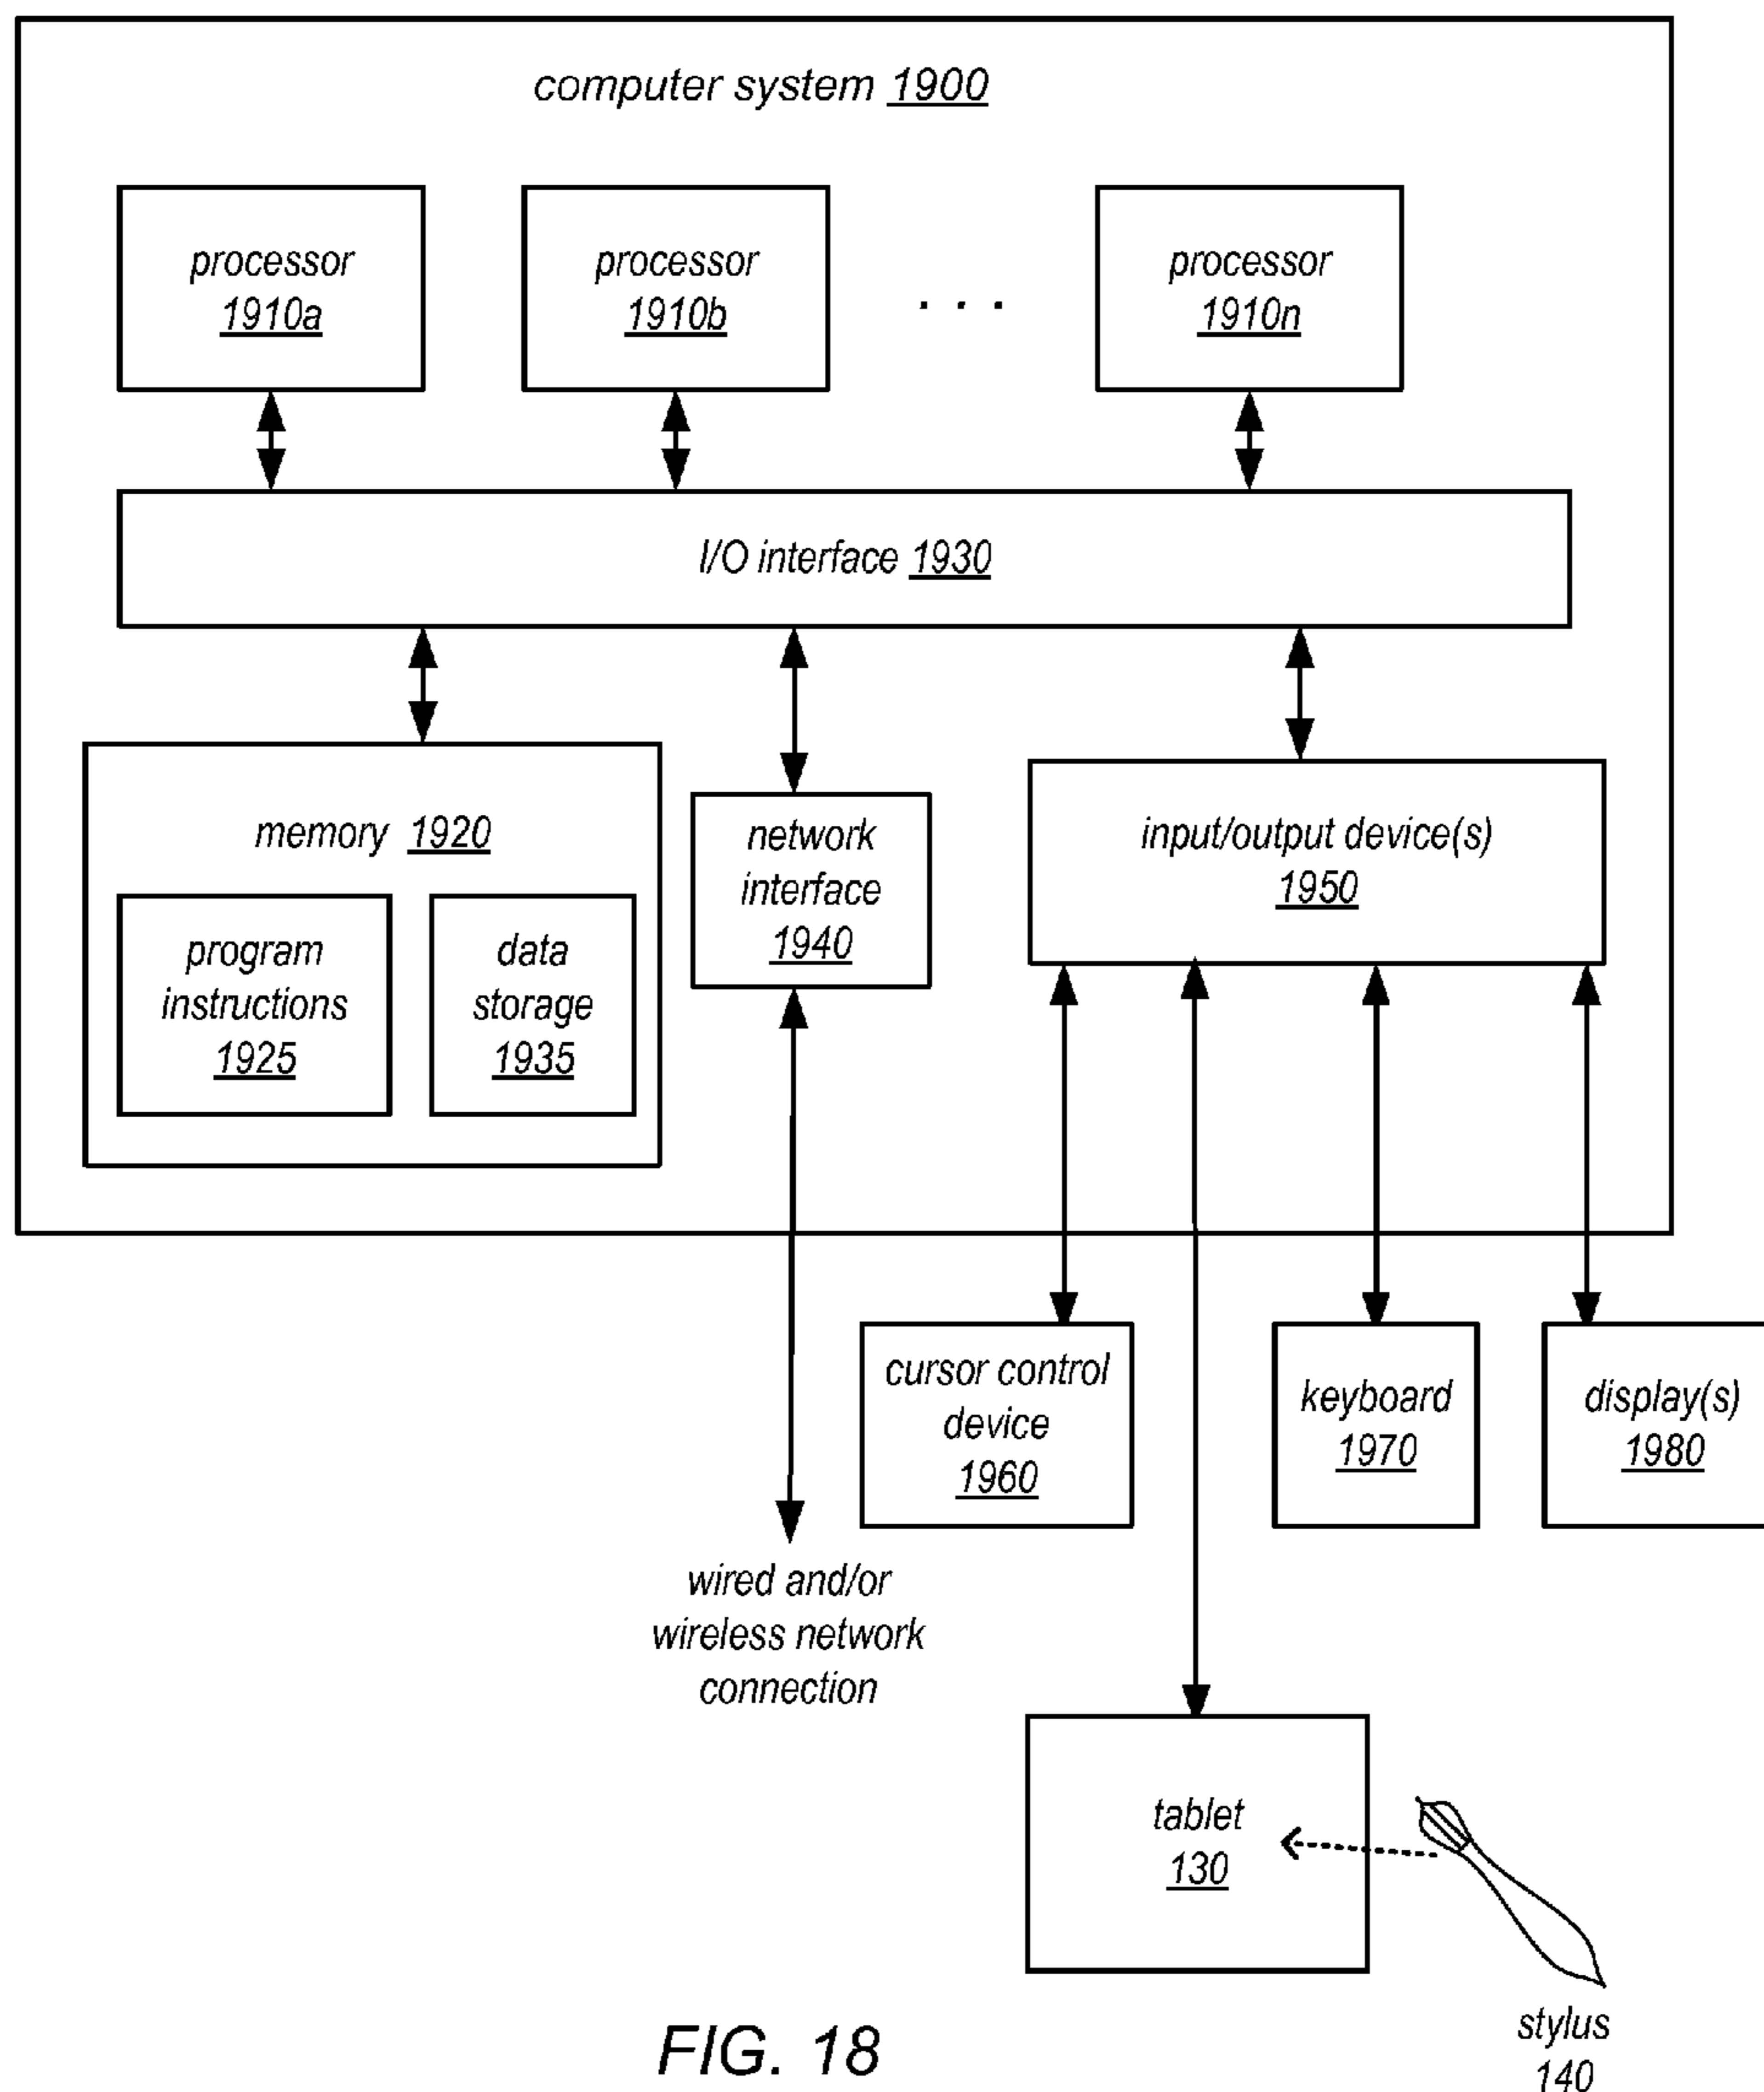 computer system 1900
processor
1910a
processor
1910b
. . .
processor
1910n
I/O interface 1930
memory 1920
program
instructions
1925
data
storage
1935
network
interface
1940
input/output device(s)
1950
cursor control
device
1960
keyboard
1970
display(s)
1980
wired and/or
wireless network
connection
tablet
130
stylus
140
FIG. 18